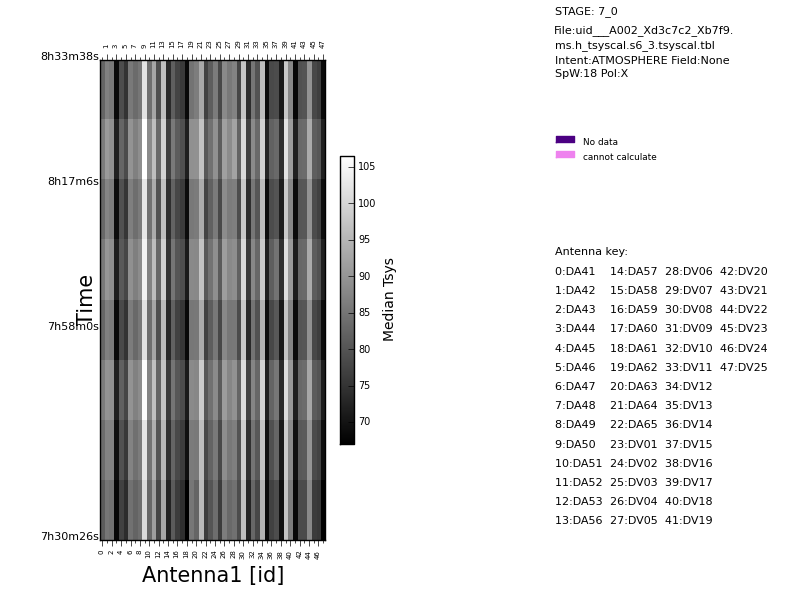 STAGE: 7_0
File:uid___A002_Xd3c7c2_Xb7f9.
ms.h_tsyscal.s6_3.tsyscal.tbl
Intent:ATMOSPHERE Field:None
SpW:18 Pol:X
1 3 5 7 9 11 13 15 17 19 21 23 25 27 29 31 33 35 37 39 41 43 45 47
8h33m38s
8h17m6s
7h58m0s
7h30m26s
Time
0 2 4 6 8 10 12 14 16 18 20 22 24 26 28 30 32 34 36 38 40 42 44 46
Antenna1 [id]
105
100
95
90
85
80
75
70
Median Tsys
No data
cannot calculate
Antenna key:
0:DA41 14:DA57 28:DV06 42:DV20
1:DA42 15:DA58 29:DV07 43:DV21
2:DA43 16:DA59 30:DV08 44:DV22
3:DA44 17:DA60 31:DV09 45:DV23
4:DA45 18:DA61 32:DV10 46:DV24
5:DA46 19:DA62 33:DV11 47:DV25
6:DA47 20:DA63 34:DV12
7:DA48 21:DA64 35:DV13
8:DA49 22:DA65 36:DV14
9:DA50 23:DV01 37:DV15
10:DA51 24:DV02 38:DV16
11:DA52 25:DV03 39:DV17
12:DA53 26:DV04 40:DV18
13:DA56 27:DV05 41:DV19